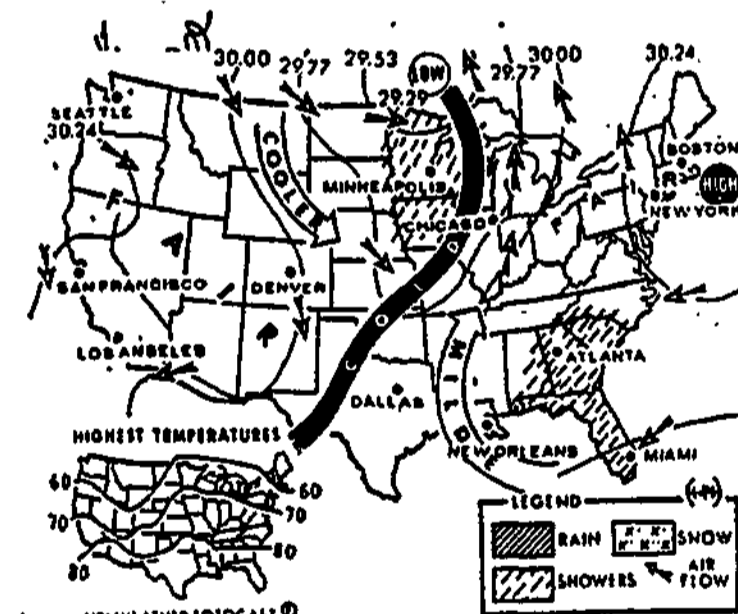 30.00 29.77 29.53 LOW 29.77 30.00 30.24
29.29
SEATTLE
30.24
BOSTON
COOLER
MINNEAPOLIS
HIGH
NEW YORK
CHICAGO
F A I R
F A I R
SAN FRANCISCO
DENVER
COLD
LOS ANGELES
ATLANTA
MILD
DALLAS
HIGHEST TEMPERATURES
NEW ORLEANS
MIAMI
60 60
70 70
80 80
LEGEND
RAIN SNOW
SHOWERS AIR FLOW